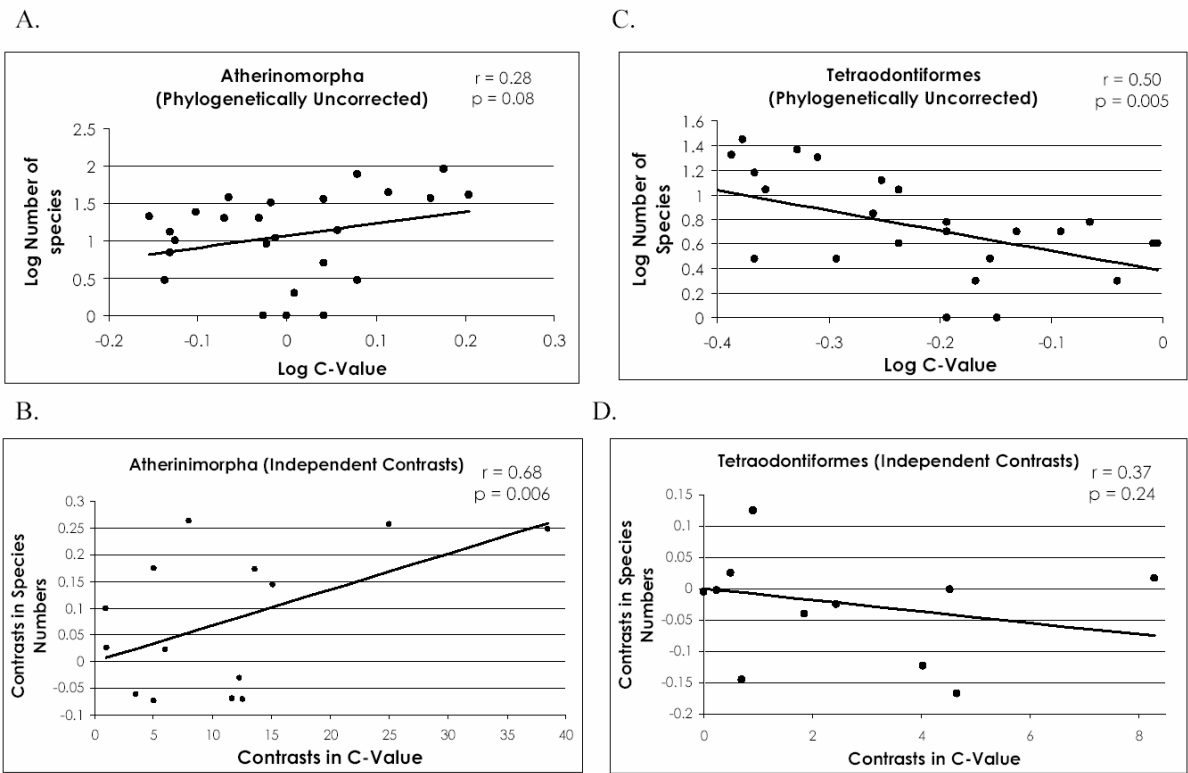 A.
Atherinomorpha
(Phylogenetically Uncorrected)
r = 0.28
p = 0.08
Log Number of
species
2.5
2
1.5
1
0.5
0
-0.2
-0.1
0
0.1
0.2
0.3
Log C-Value
C.
Tetraodontiformes
(Phylogenetically Uncorrected)
r = 0.50
p = 0.005
Log Number of
Species
1.6
1.4
1.2
1
0.8
0.6
0.4
0.2
0
-0.4
-0.3
-0.2
-0.1
0
Log C-Value
B.
Atherinimorpha (Independent Contrasts)
r = 0.68
p = 0.006
Contrasts in Species
Numbers
0.3
0.25
0.2
0.15
0.1
0.05
0
-0.05
-0.1
0
5
10
15
20
25
30
35
40
Contrasts in C-Value
D.
Tetraodontiformes (Independent Contrasts)
r = 0.37
p = 0.24
Contrasts in Species
Numbers
0.15
0.1
0.05
0
-0.05
-0.1
-0.15
-0.2
0
2
4
6
8
Contrasts in C-Value